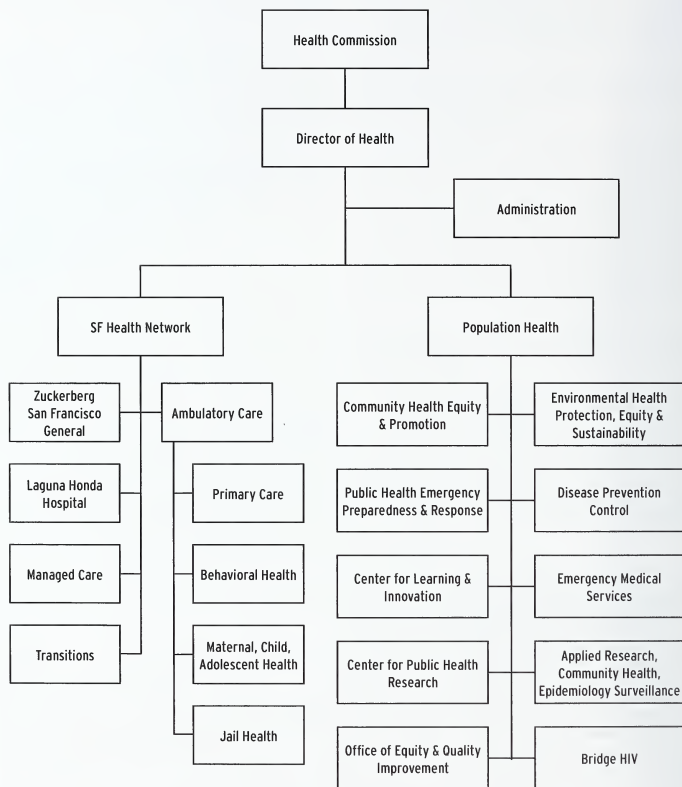 Health Commission
Director of Health
Administration
SF Health Network
Population Health
Zuckerberg
San Francisco
General
Ambulatory Care
Laguna Honda
Hospital
Primary Care
Managed Care
Behavioral Health
Transitions
Maternal, Child,
Adolescent Health
Jail Health
Community Health Equity
& Promotion
Environmental Health
Protection, Equity &
Sustainability
Public Health Emergency
Preparedness & Response
Disease Prevention
Control
Center for Learning &
Innovation
Emergency Medical
Services
Center for Public Health
Research
Applied Research,
Community Health,
Epidemiology Surveillance
Office of Equity & Quality
Improvement
Bridge HIV